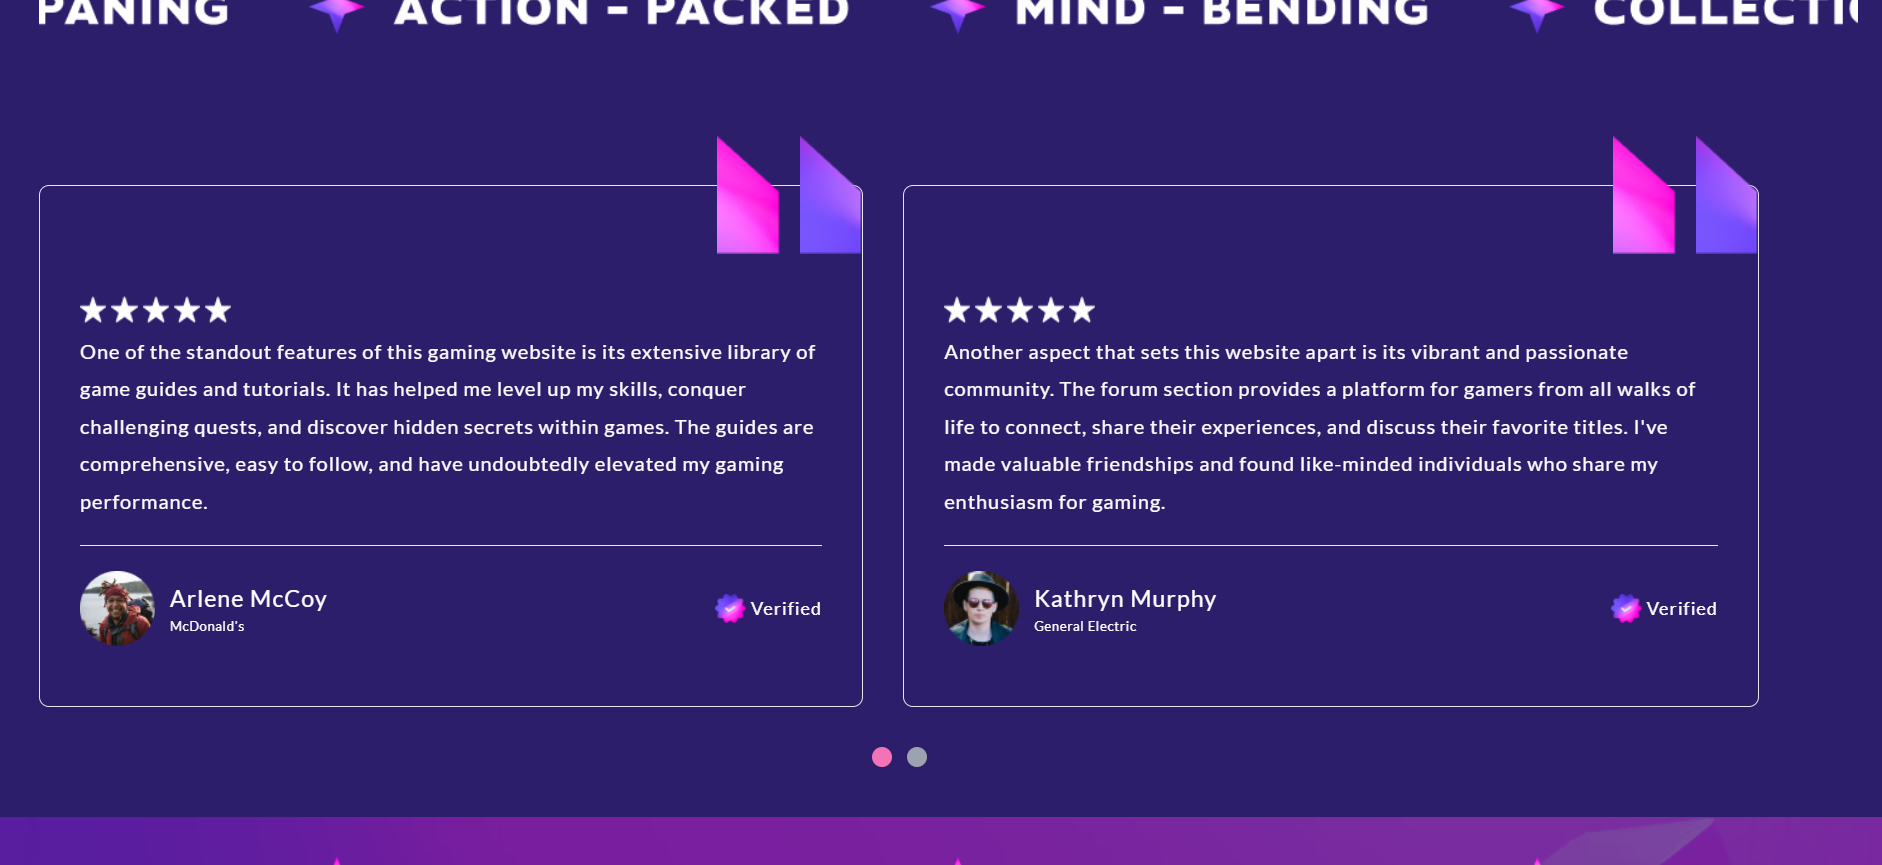 PANING ACTION - PACKED MIND - BENDING COLLECTI
One of the standout features of this gaming website is its extensive library of
game guides and tutorials. It has helped me level up my skills, conquer
challenging quests, and discover hidden secrets within games. The guides are
comprehensive, easy to follow, and have undoubtedly elevated my gaming
performance.
Arlene McCoy
McDonald's
Verified
Another aspect that sets this website apart is its vibrant and passionate
community. The forum section provides a platform for gamers from all walks of
life to connect, share their experiences, and discuss their favorite titles. I've
made valuable friendships and found like-minded individuals who share my
enthusiasm for gaming.
Kathryn Murphy
General Electric
Verified